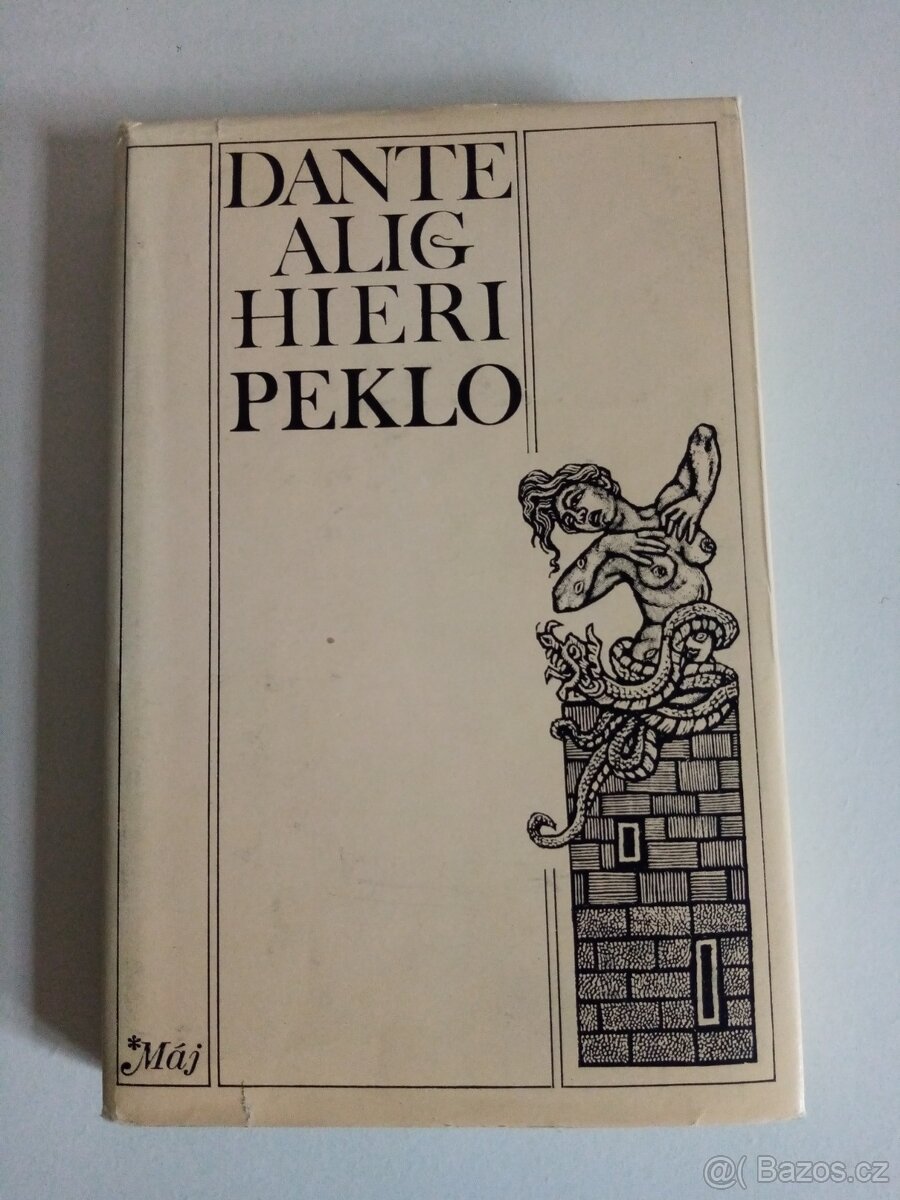 DANTE
ALIG
HIERI
PEKLO
*Máj
@( Bazos.cz